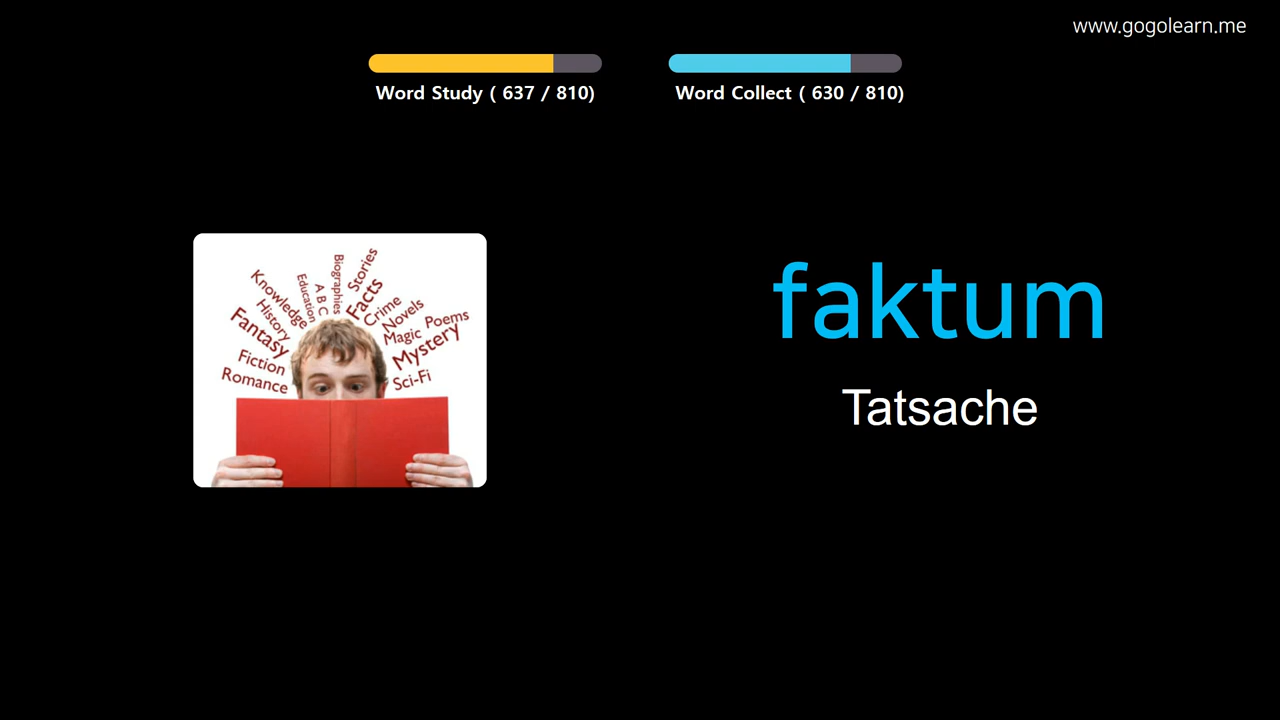 www.gogolearn.me
Word Study ( 637 / 810)
Word Collect ( 630 / 810)
faktum
Tatsache
Knowledge
History
Fantasy
Fiction
Romance
Education
A B C
Biographies
Stories
Facts
Crime
Novels
Magic
Poems
Mystery
Sci-Fi